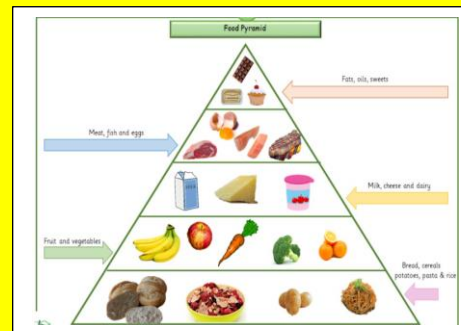 Food Pyramid
Fats, oils, sweets
Meat, fish and eggs
Milk, cheese and dairy
Fruit and vegetables
Bread, cereals
potatoes, pasta & rice